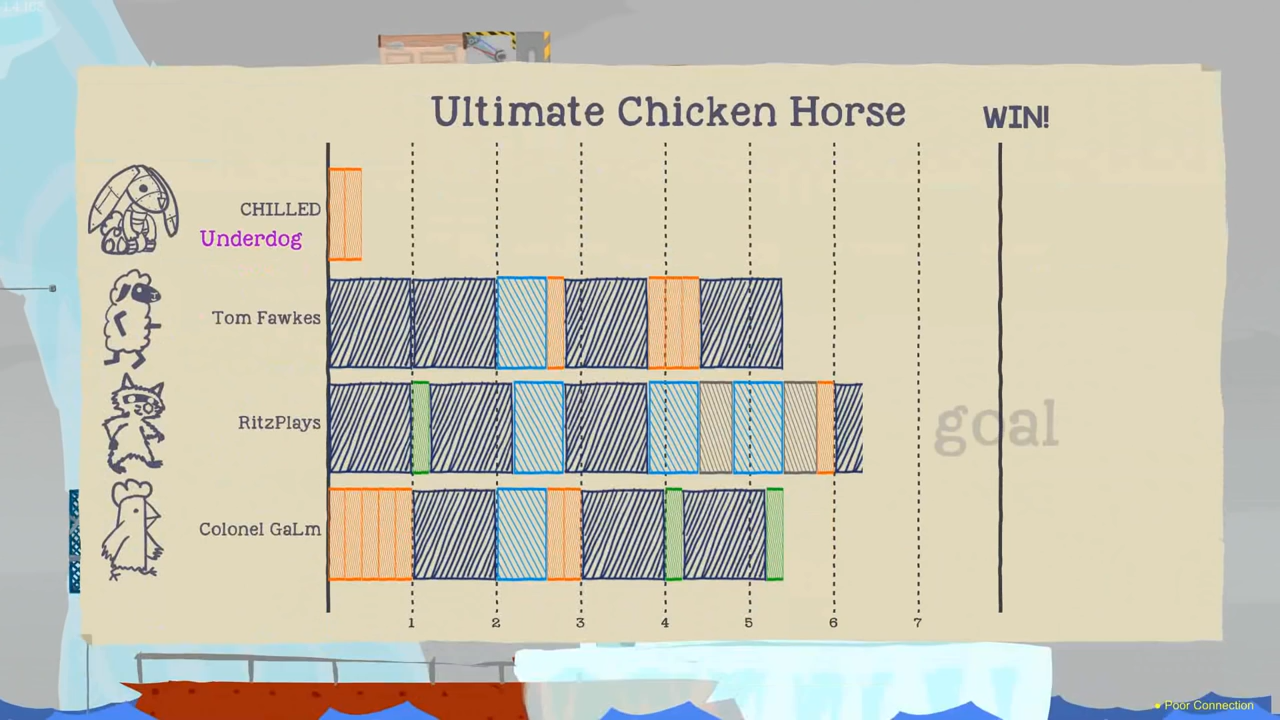 Ultimate Chicken Horse
WIN!
CHILLED
Underdog
Tom Fawkes
RitzPlays
goal
Colonel GaLm
1 2 3 4 5 6 7
Poor Connection